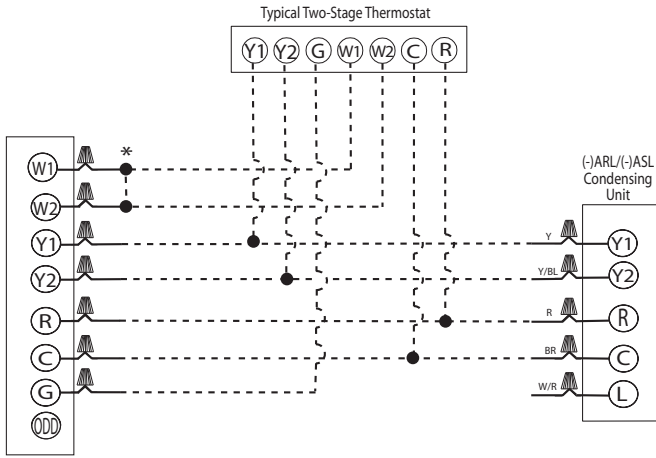 Typical Two-Stage Thermostat
Y1 Y2 G W1 W2 C R
*
W1
W2
Y1
Y2
R
C
G
ODD
(-)ARL/(-)ASL
Condensing
Unit
Y Y1
Y/BL Y2
R R
BR C
W/R L